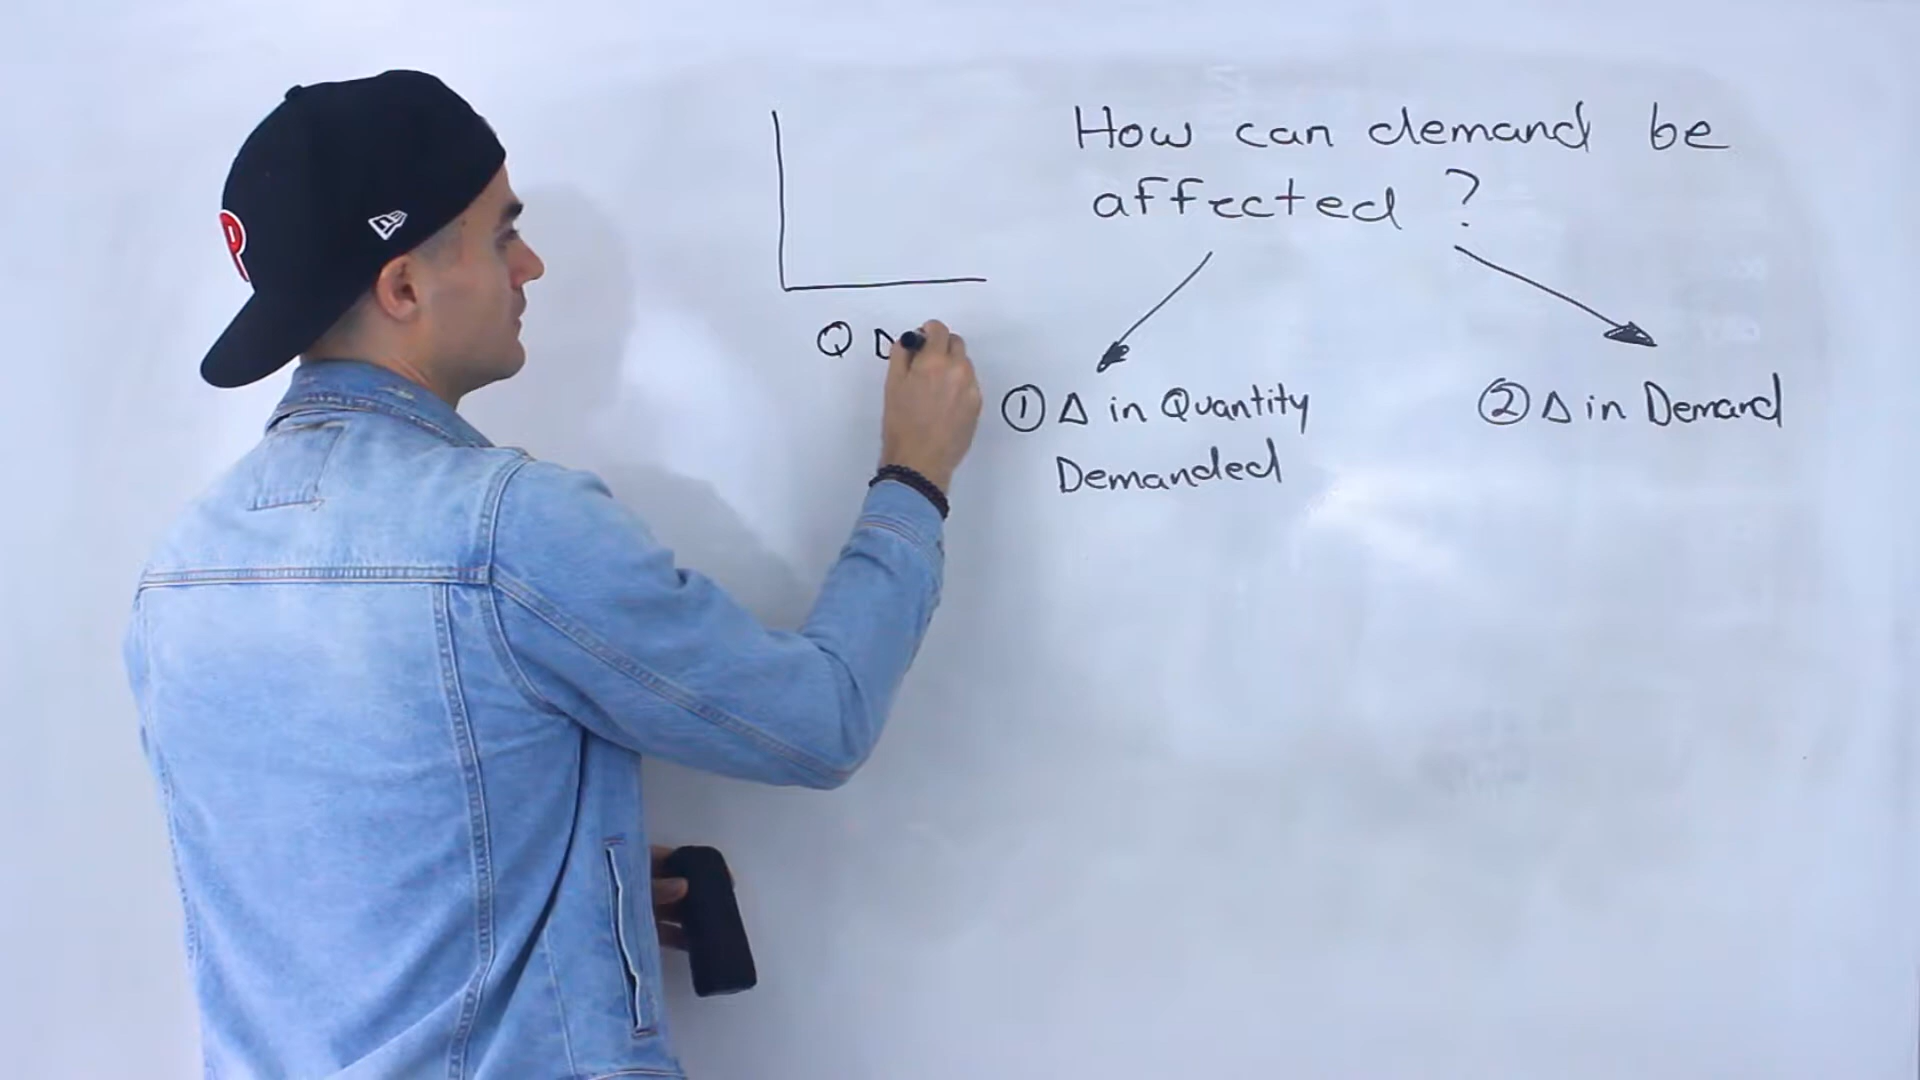 How can demand be
affected ?
Q D
① Δ in Quantity
Demanded
② Δ in Demand
P